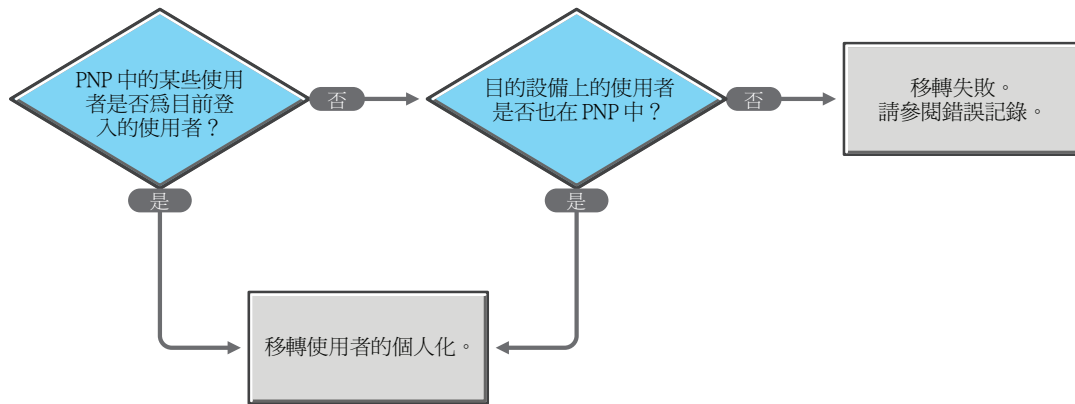 PNP 中的某些使用
者是否為目前登
入的使用者？
否
目的設備上的使用者
是否也在 PNP 中？
否
移轉失敗。
請參閱錯誤記錄。
是
是
移轉使用者的個人化。